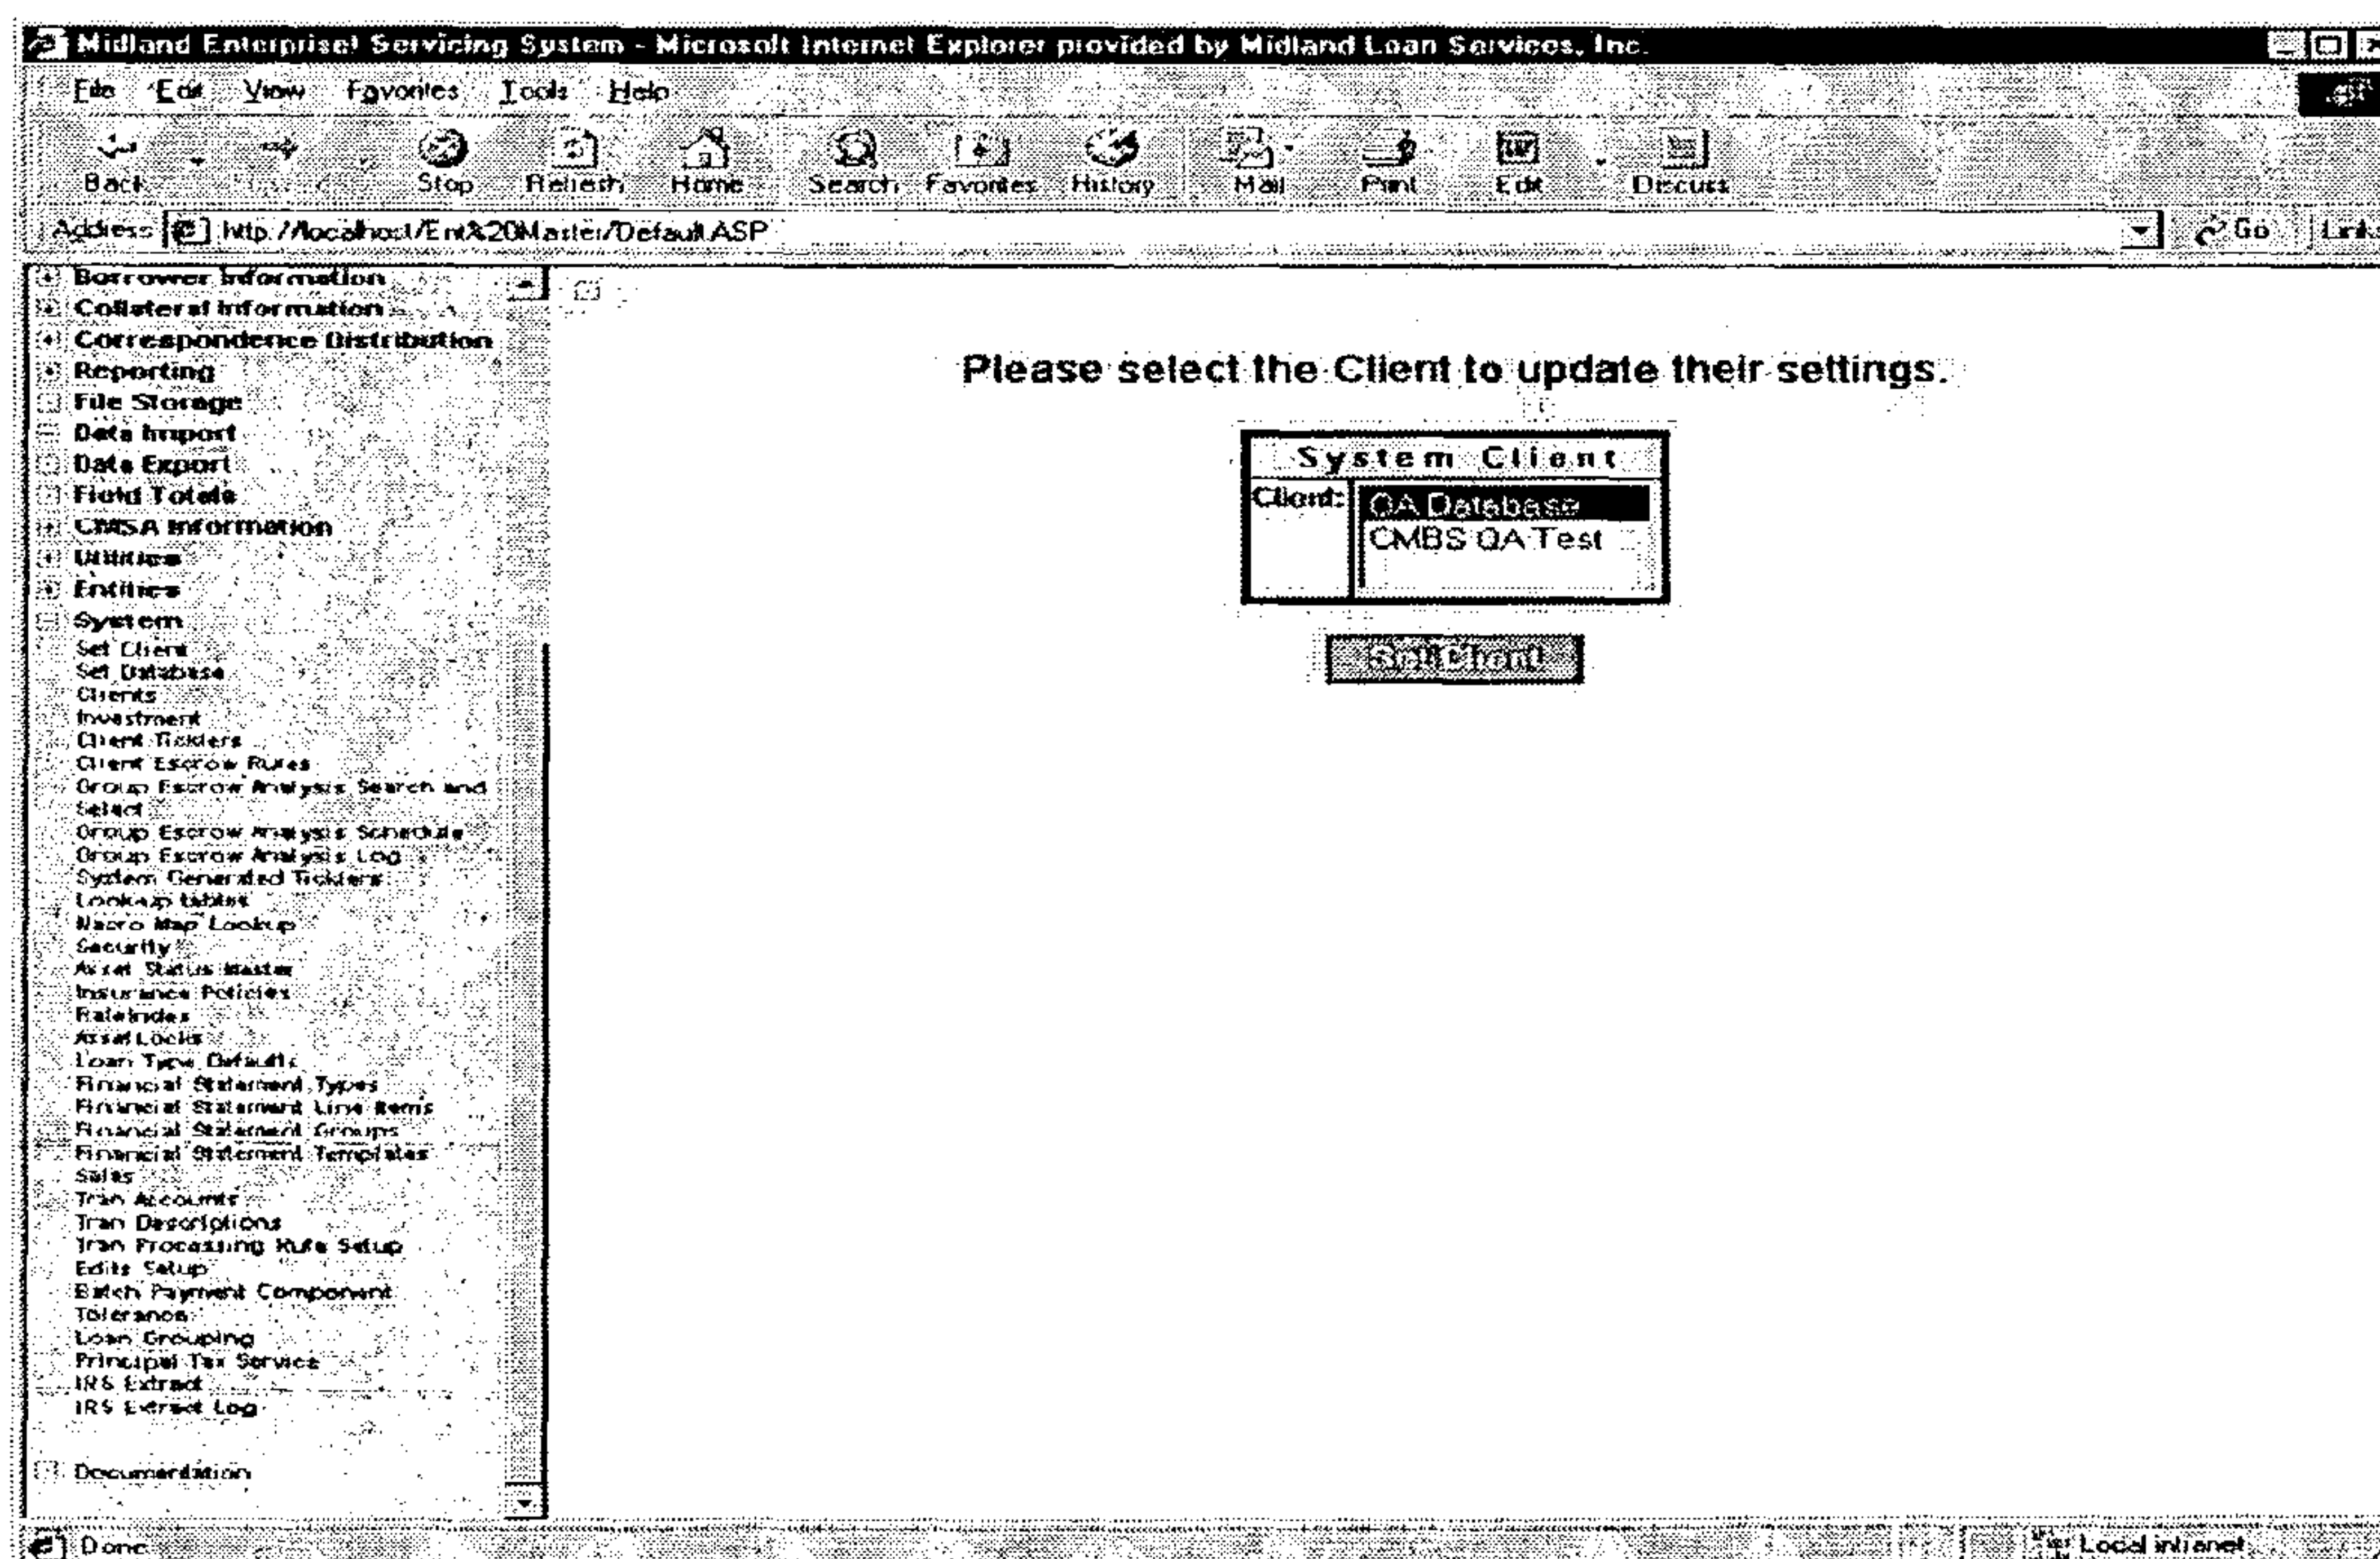 Midland Enterprise! Servicing System - Microsoft Internet Explorer provided by Midland Loan Services, Inc.
File Edit View Favorites Tools Help
Back Stop Refresh Home Search Favorites History Mail Print Edit Discuss
Address http://localhost/Ent%20Master/Default.ASP Go Links
Borrower Information
Collateral Information
Correspondence Distribution
Reporting
File Storage
Data Import
Data Export
Field Totals
CMSA Information
Utilities
Entities
System
Set Client
Set Database
Clients
Investment
Client Ticklers
Client Escrow Rules
Group Escrow Analysis Search and
Select
Group Escrow Analysis Schedule
Group Escrow Analysis Log
System Generated Ticklers
Lookup tables
Macro Map Lookup
Security
Asset Status Master
Insurance Policies
RateIndex
Asset Locks
Loan Type Defaults
Financial Statement Types
Financial Statement Line Items
Financial Statement Groups
Financial Statement Templates
Sales
Tran Accounts
Tran Descriptions
Tran Processing Rule Setup
Edits Setup
Batch Payment Component
Tolerance
Loan Grouping
Principal Tax Service
IRS Extract
IRS Extract Log
Documentation
Please select the Client to update their settings.
System Client
Client: QA Database
CMBS QA Test
Set Client
Done Local intranet